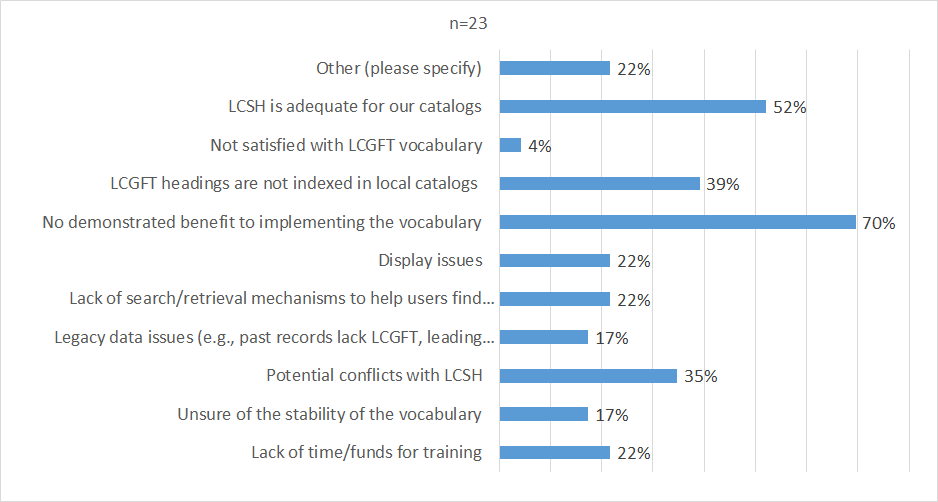 n=23
Other (please specify) 22%
LCSH is adequate for our catalogs 52%
Not satisfied with LCGFT vocabulary 4%
LCGFT headings are not indexed in local catalogs 39%
No demonstrated benefit to implementing the vocabulary 70%
Display issues 22%
Lack of search/retrieval mechanisms to help users find... 22%
Legacy data issues (e.g., past records lack LCGFT, leading... 17%
Potential conflicts with LCSH 35%
Unsure of the stability of the vocabulary 17%
Lack of time/funds for training 22%